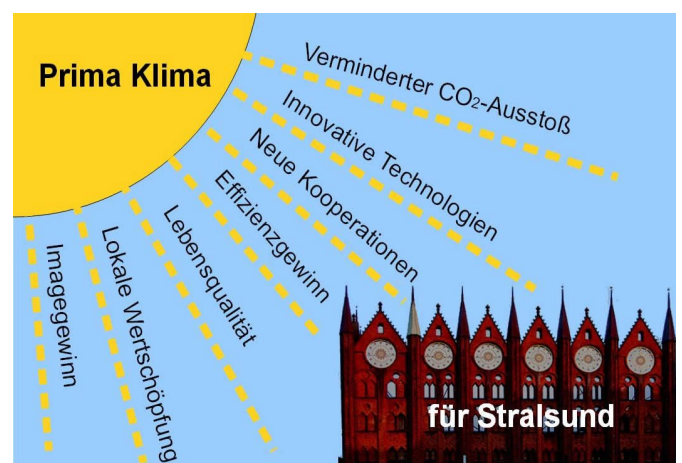 Prima Klima
Verminderter CO₂-Ausstoß
Innovative Technologien
Neue Kooperationen
Effizienzgewinn
Lebensqualität
Lokale Wertschöpfung
Imagegewinn
für Stralsund